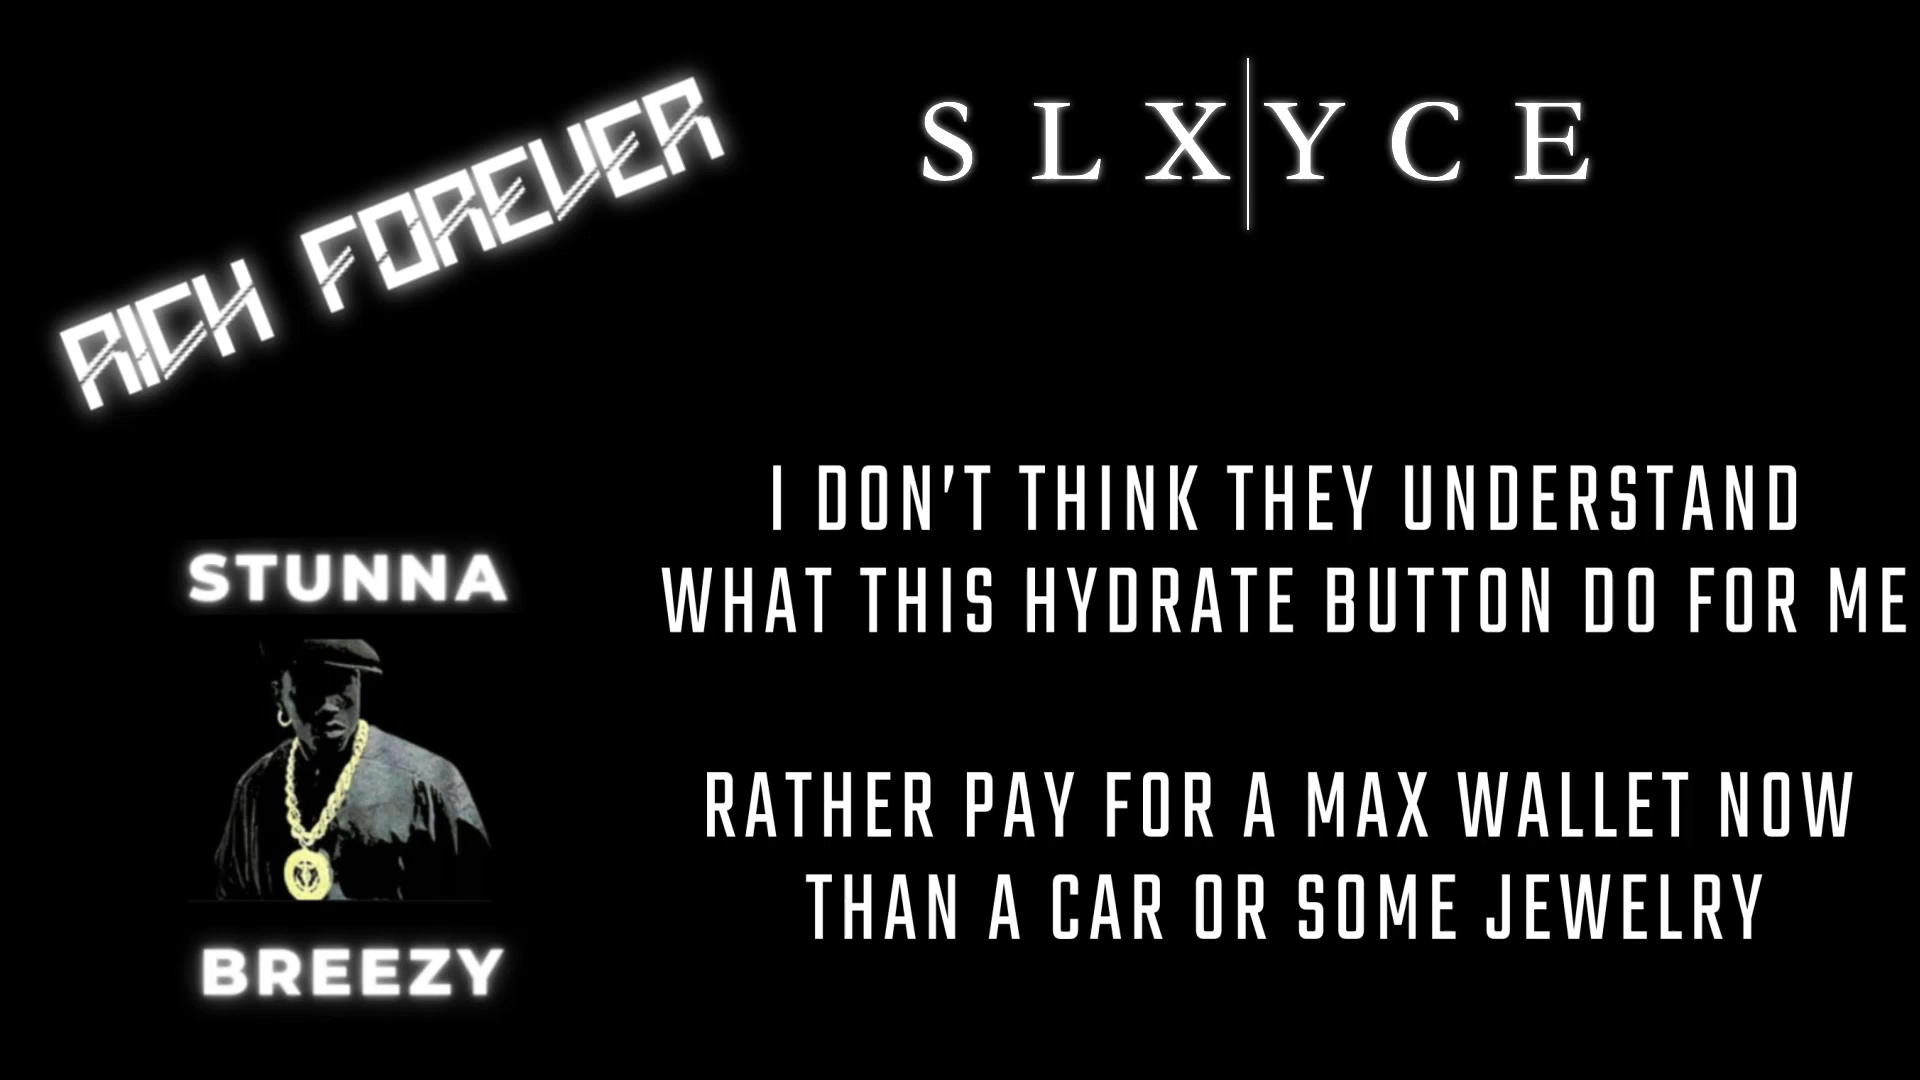 RICH FOREVER
SLXYCE
I DON'T THINK THEY UNDERSTAND
WHAT THIS HYDRATE BUTTON DO FOR ME
RATHER PAY FOR A MAX WALLET NOW
THAN A CAR OR SOME JEWELRY
STUNNA
BREEZY